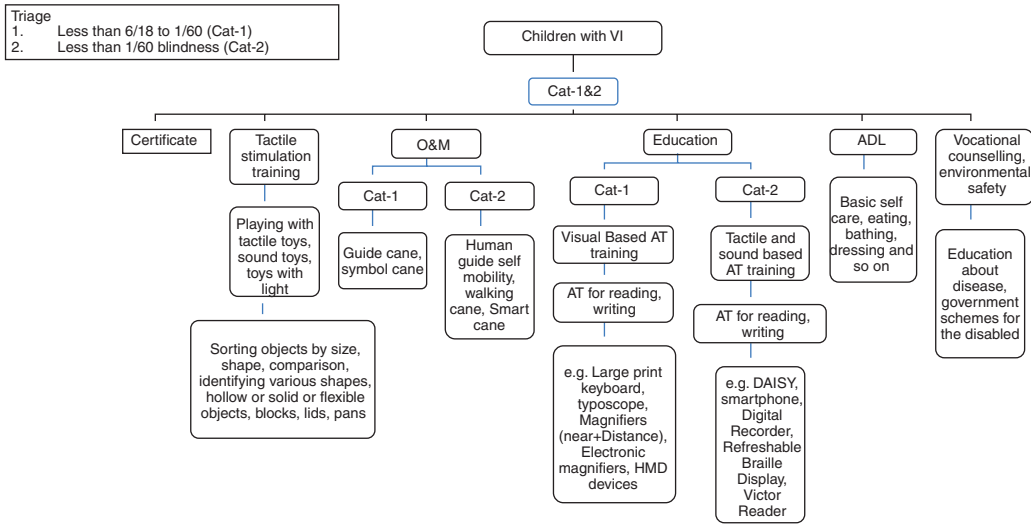 Triage
1. Less than 6/18 to 1/60 (Cat-1)
2. Less than 1/60 blindness (Cat-2)
Children with VI
Cat-1&2
Certificate
Tactile
stimulation
training
Playing with
tactile toys,
sound toys,
toys with
light
Sorting objects by size,
shape, comparison,
identifying various shapes,
hollow or solid or flexible
objects, blocks, lids, pans
O&M
Cat-1
Guide cane,
symbol cane
Cat-2
Human
guide self
mobility,
walking
cane, Smart
cane
Education
Cat-1
Visual Based AT
training
AT for reading,
writing
e.g. Large print
keyboard,
typoscope,
Magnifiers
(near+Distance),
Electronic
magnifiers, HMD
devices
Cat-2
Tactile and
sound based
AT training
AT for reading,
writing
e.g. DAISY,
smartphone,
Digital
Recorder,
Refreshable
Braille
Display,
Victor
Reader
ADL
Basic self
care, eating,
bathing,
dressing and
so on
Vocational
counselling,
environmental
safety
Education
about
disease,
government
schemes for
the disabled